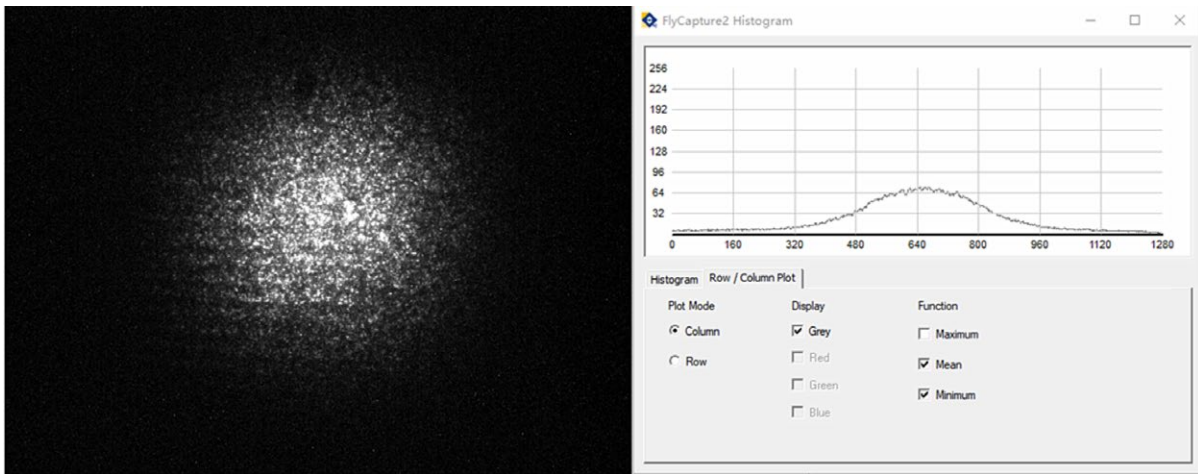 FlyCapture2 Histogram
256
224
192
160
128
96
64
32
0 160 320 480 640 800 960 1120 1280
Histogram Row / Column Plot
Plot Mode Display Function
Column Grey Maximum
Row Red Mean
Green Minimum
Blue